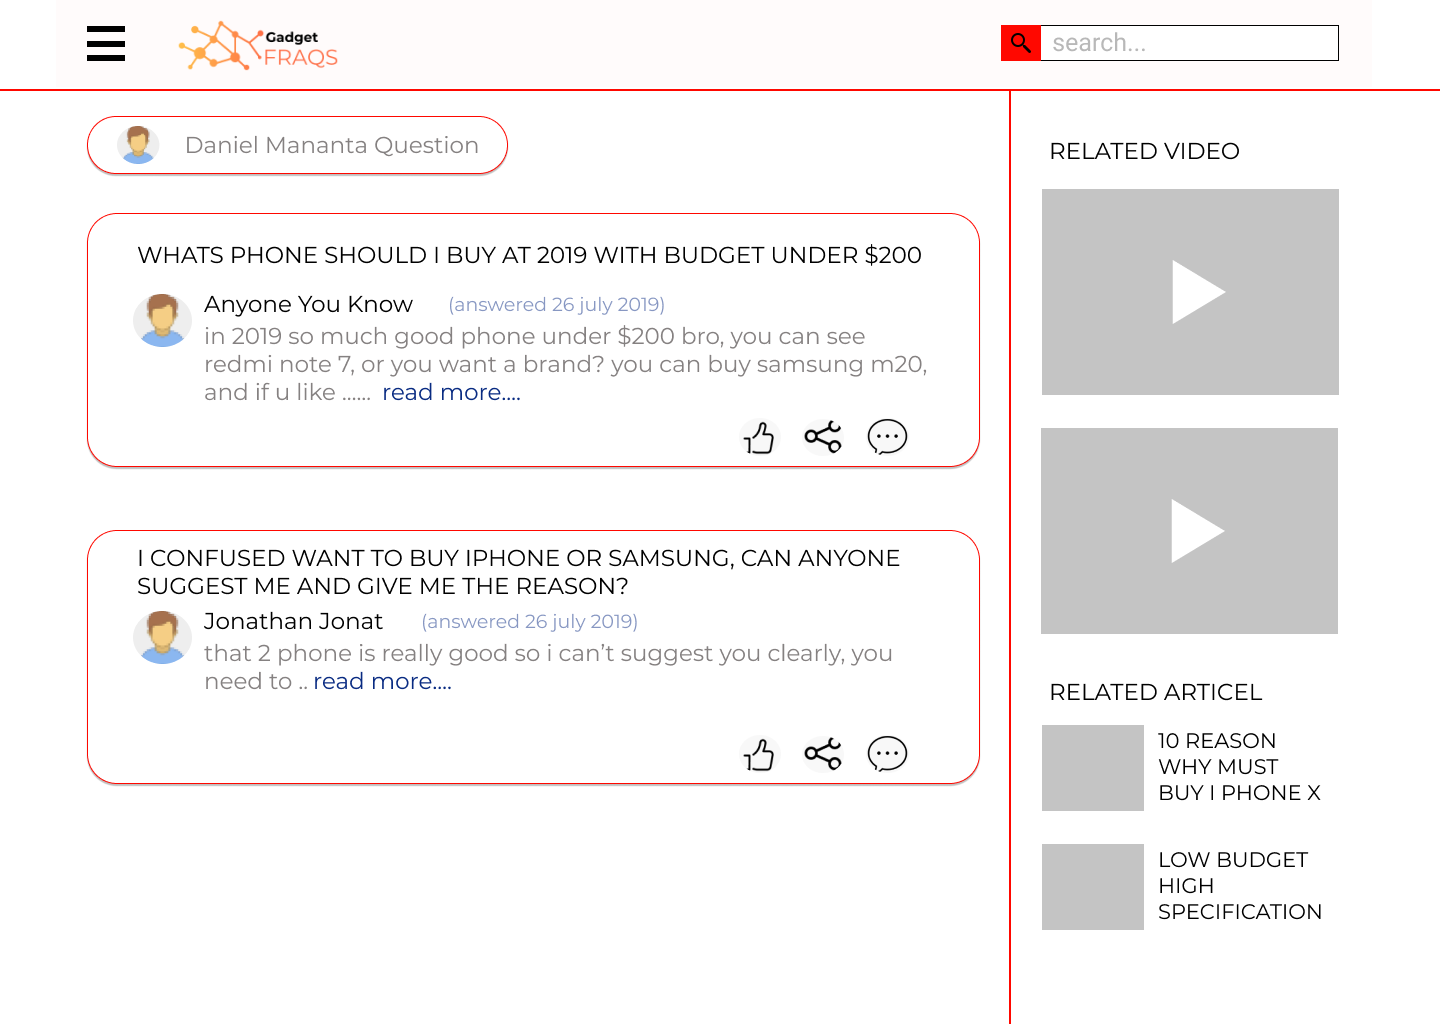 Gadget
FRAQS
search...
Daniel Mananta Question
WHATS PHONE SHOULD I BUY AT 2019 WITH BUDGET UNDER $200
Anyone You Know (answered 26 july 2019)
in 2019 so much good phone under $200 bro, you can see
redmi note 7, or you want a brand? you can buy samsung m20,
and if u like ...... read more....
I CONFUSED WANT TO BUY IPHONE OR SAMSUNG, CAN ANYONE
SUGGEST ME AND GIVE ME THE REASON?
Jonathan Jonat (answered 26 july 2019)
that 2 phone is really good so i can’t suggest you clearly, you
need to .. read more....
RELATED VIDEO
RELATED ARTICEL
10 REASON
WHY MUST
BUY I PHONE X
LOW BUDGET
HIGH
SPECIFICATION